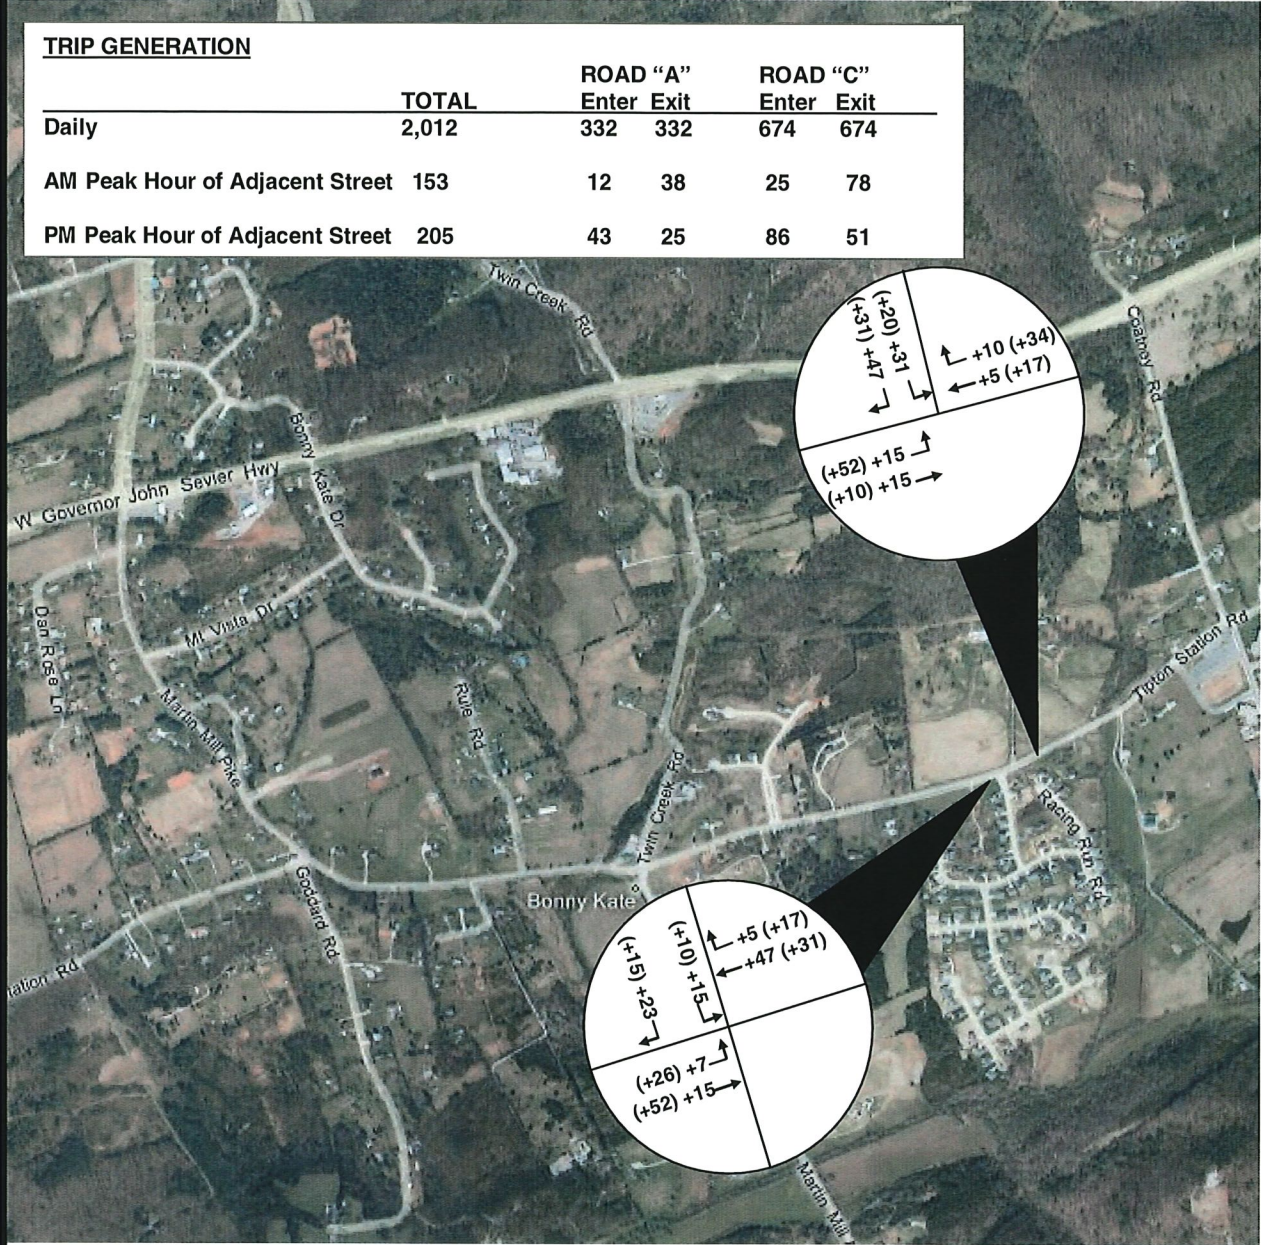 TRIP GENERATION
ROAD “A” ROAD “C”
TOTAL Enter Exit Enter Exit
Daily 2,012 332 332 674 674
AM Peak Hour of Adjacent Street 153 12 38 25 78
PM Peak Hour of Adjacent Street 205 43 25 86 51
Twin Creek Rd
Coatney Rd
(+31) +47
(+20) +31
+10 (+34)
+5 (+17)
(+52) +15
(+10) +15
Bonny Kate Dr
W Governor John Sevier Hwy
Dan Rose Ln
Mt Vista Dr
Tipton Station Rd
Martin Mill Pike
Rule Rd
Twin Creek Rd
Racing Run Rd
Goddard Rd
Bonny Kate
tation Rd
(+15) +23
(+10) +15
+5 (+17)
+47 (+31)
(+26) +7
(+52) +15
Martin Mill